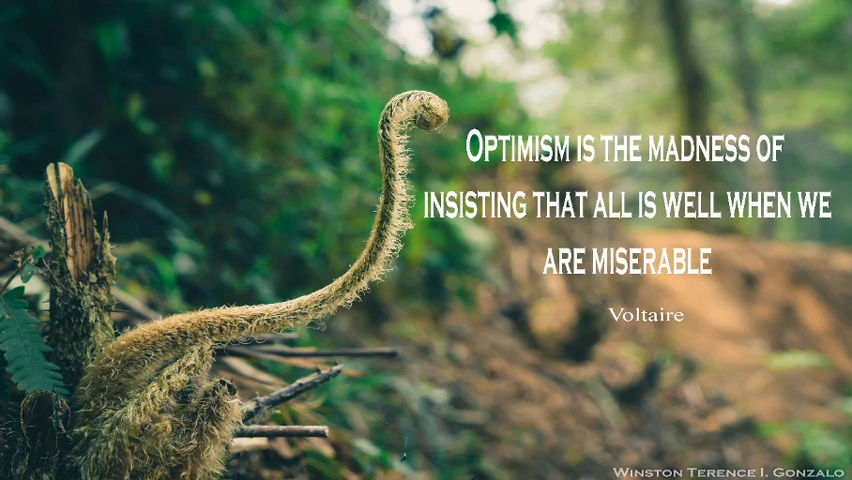 Optimism is the madness of
insisting that all is well when we
are miserable
Voltaire
Winston Terence I. Gonzalo